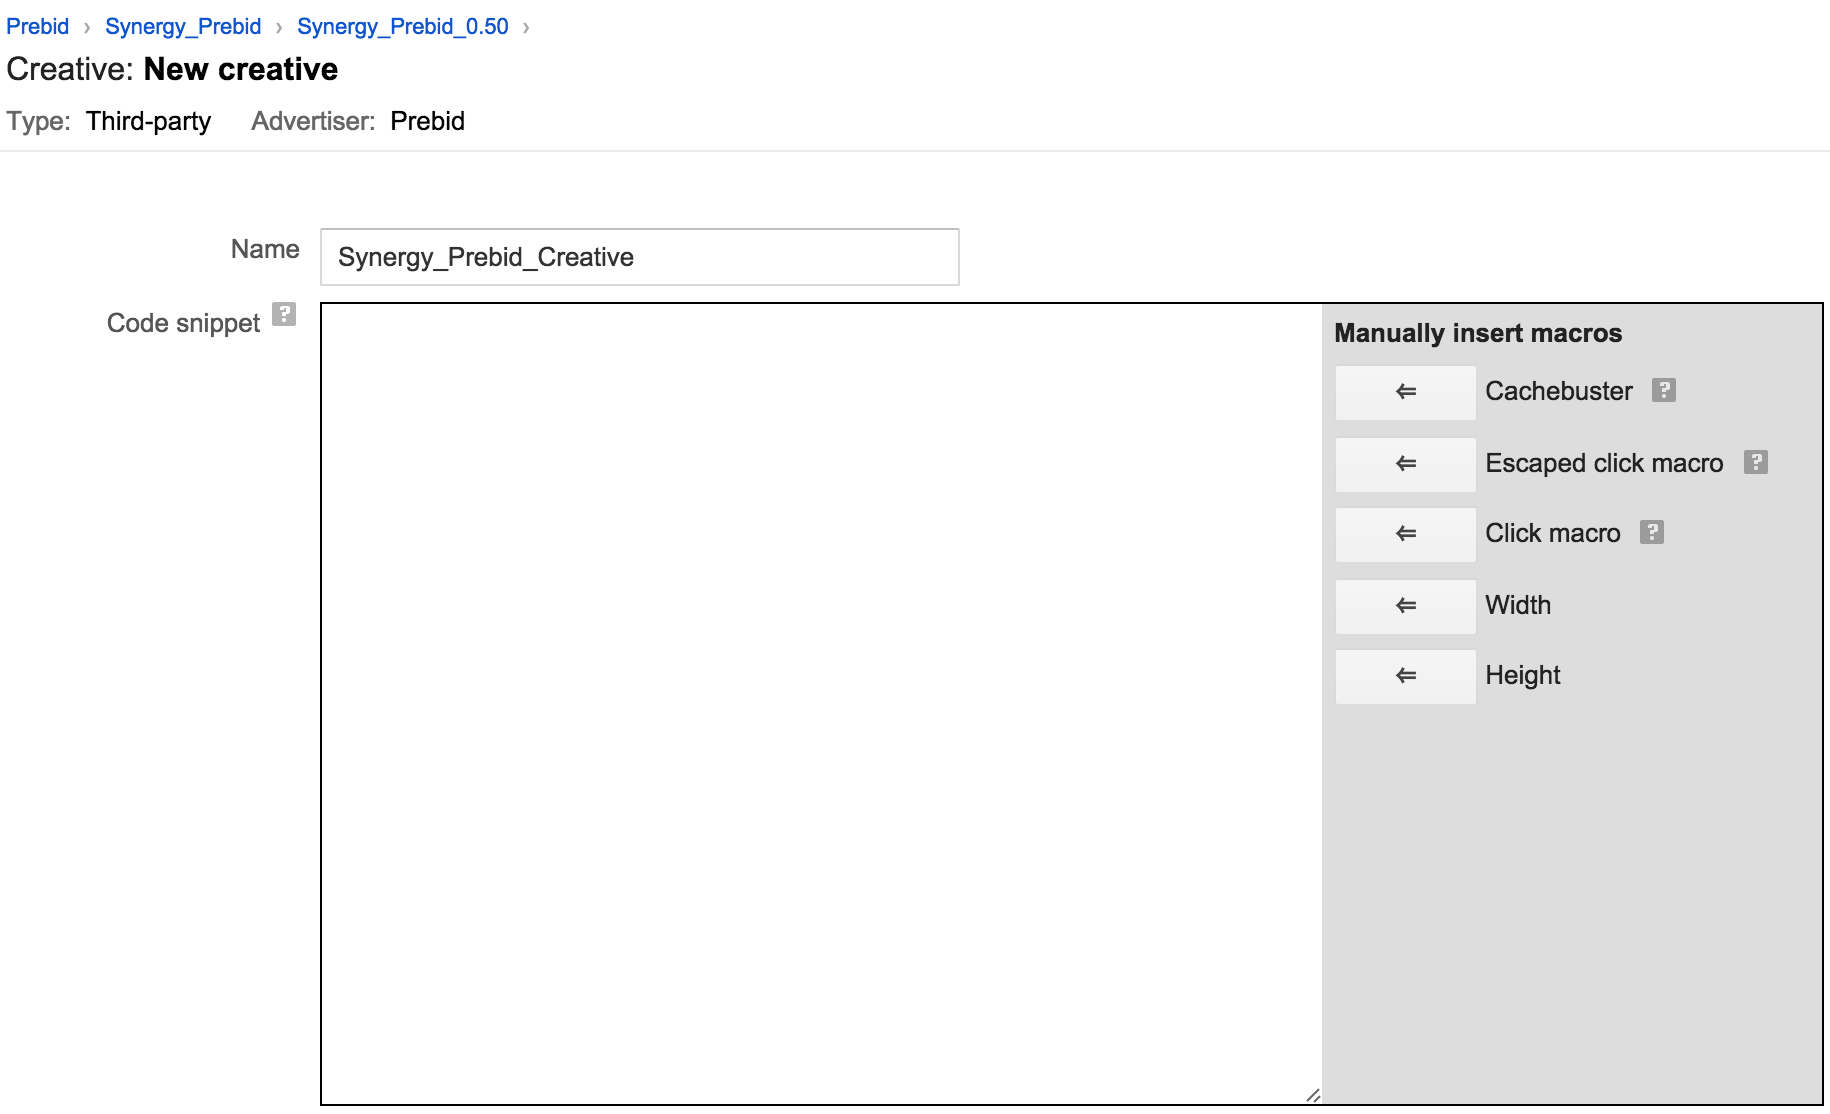 Prebid › Synergy_Prebid › Synergy_Prebid_0.50 ›
Creative: New creative
Type: Third-party Advertiser: Prebid
Name Synergy_Prebid_Creative
Code snippet ?
Manually insert macros
⇐ Cachebuster ?
⇐ Escaped click macro ?
⇐ Click macro ?
⇐ Width
⇐ Height